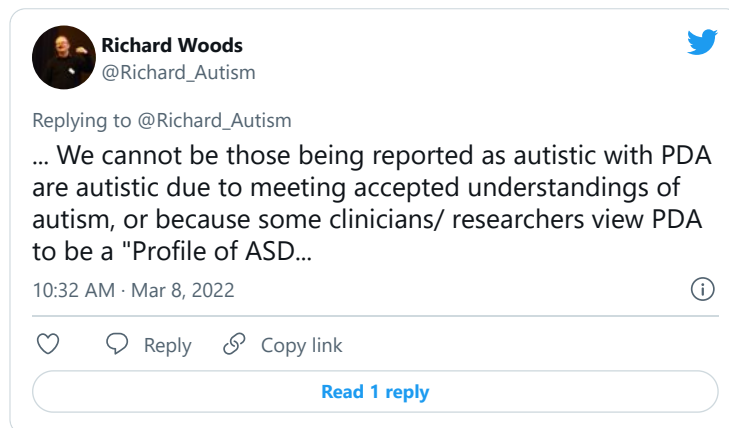 Richard Woods
@Richard_Autism
Replying to @Richard_Autism
... We cannot be those being reported as autistic with PDA
are autistic due to meeting accepted understandings of
autism, or because some clinicians/ researchers view PDA
to be a "Profile of ASD...
10:32 AM · Mar 8, 2022
Reply Copy link
Read 1 reply